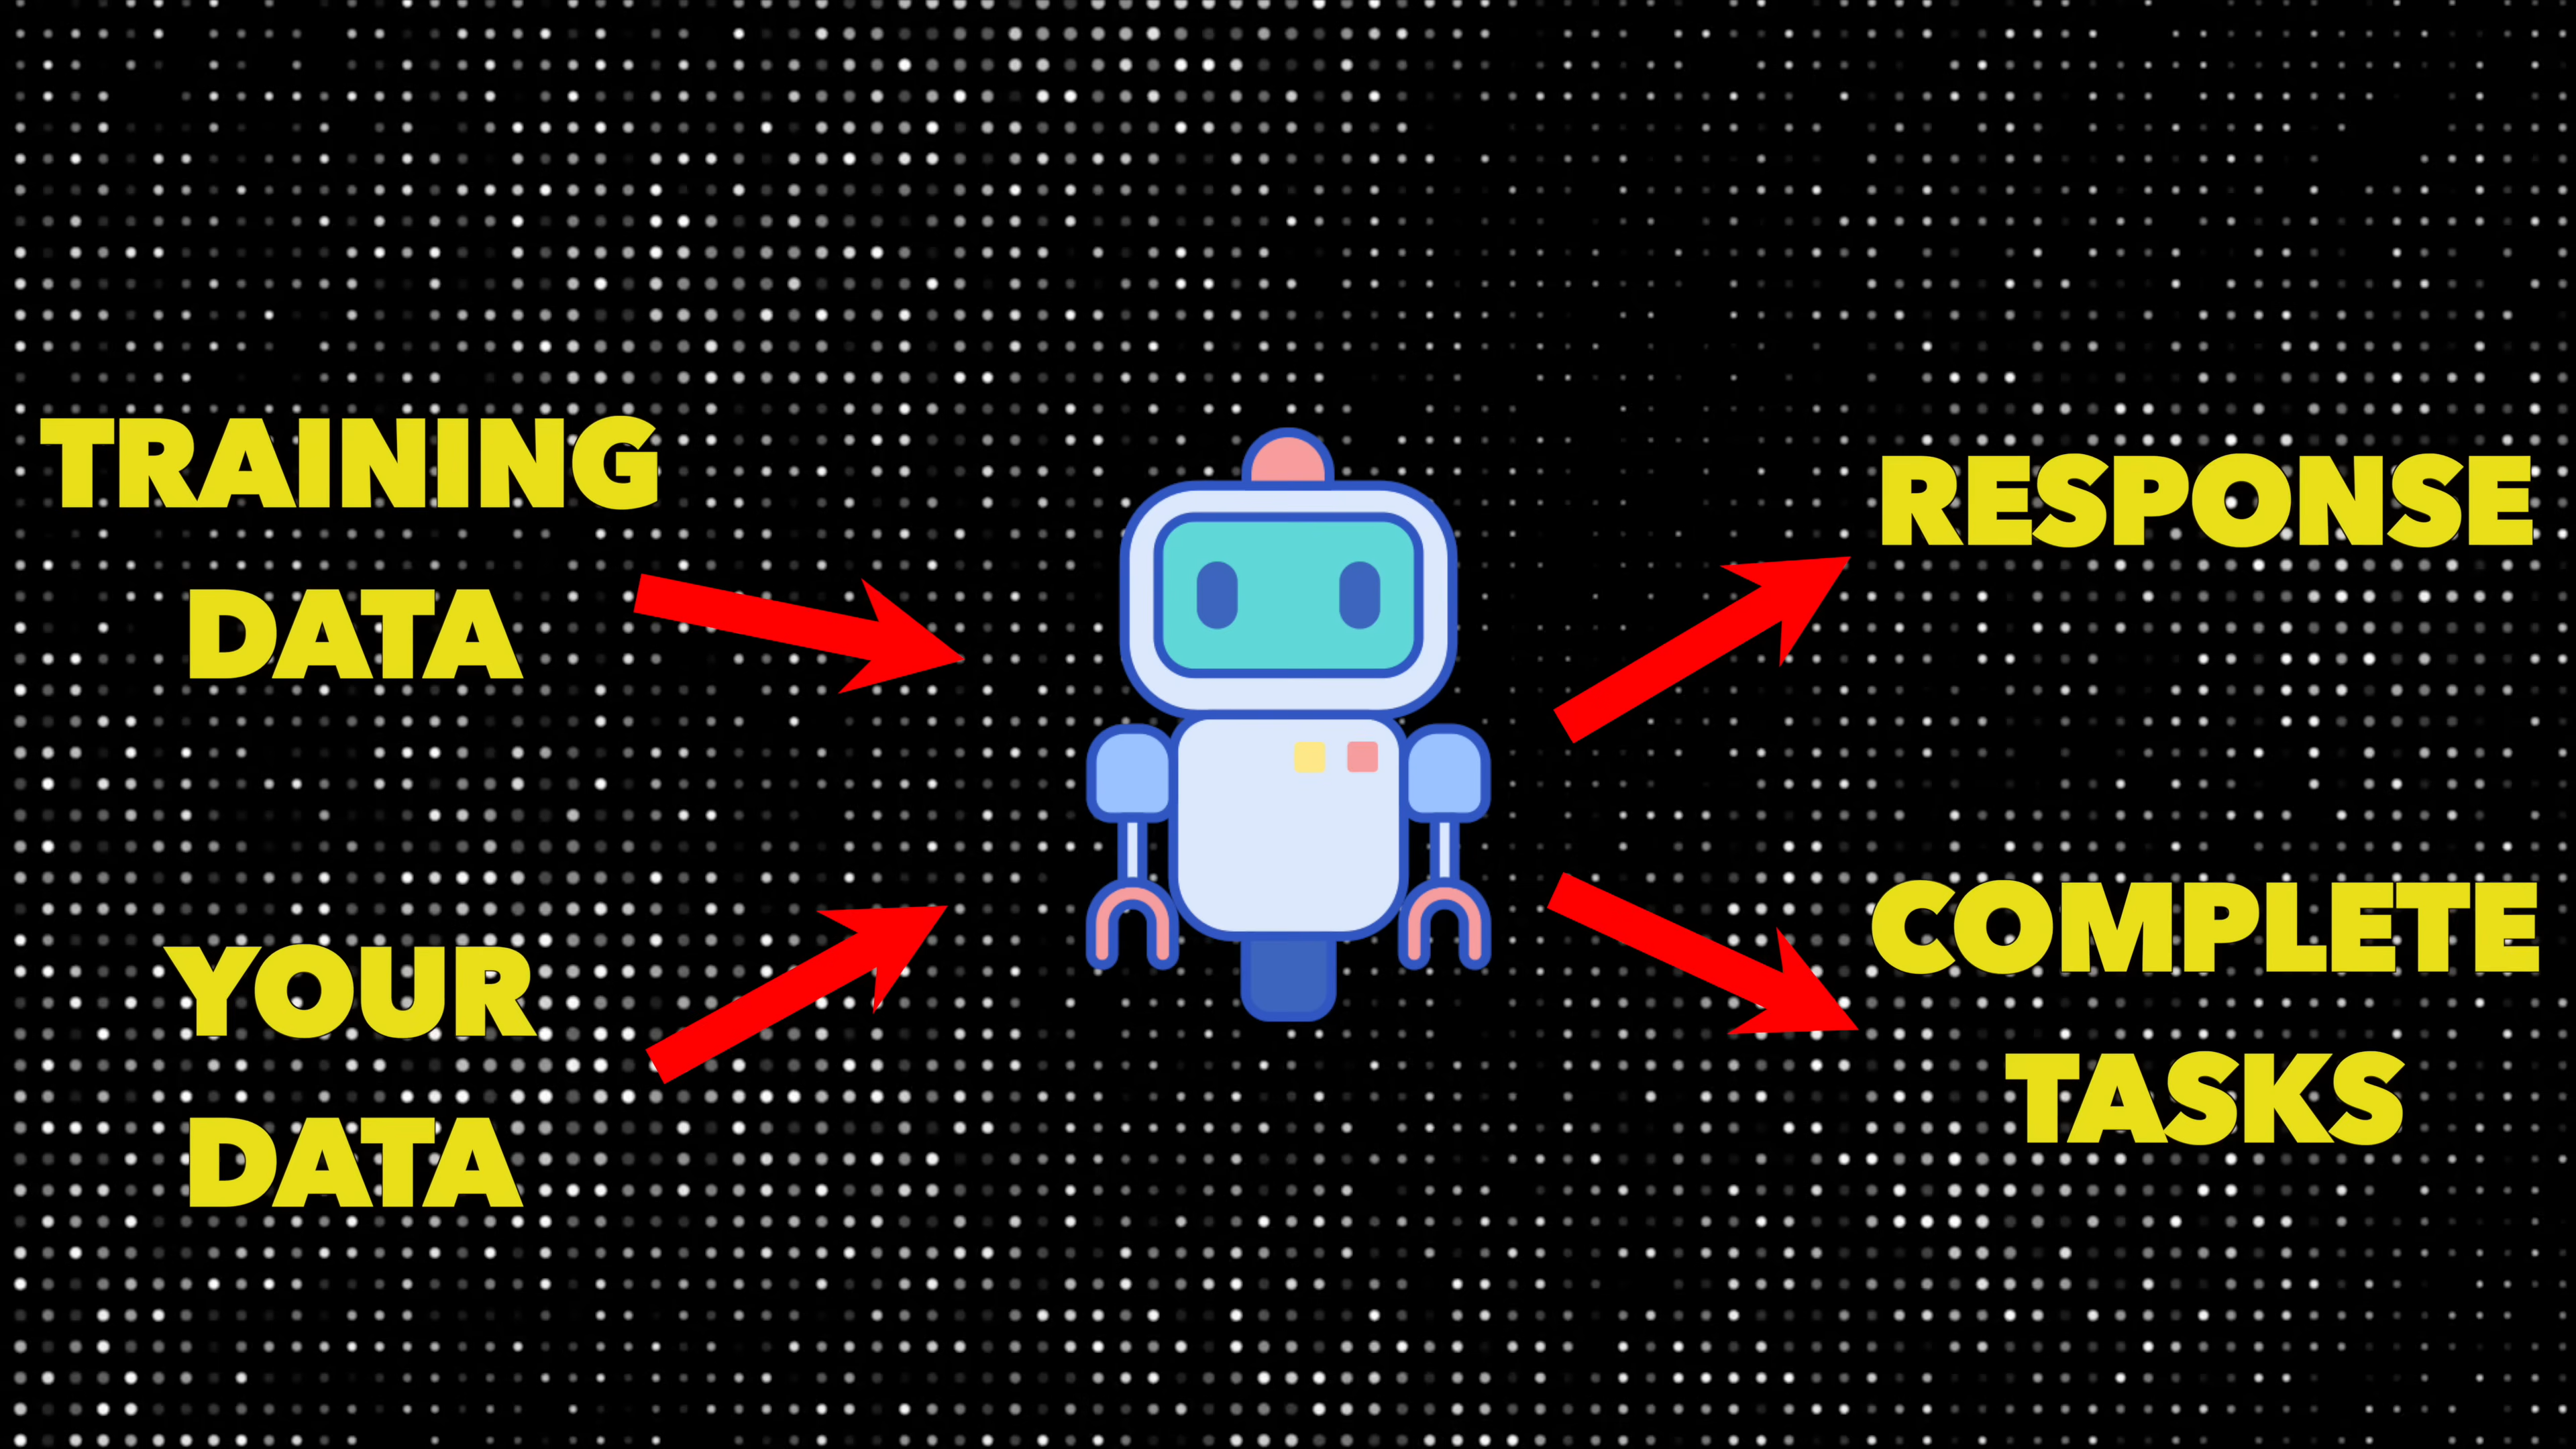 TRAINING
DATA
YOUR
DATA
RESPONSE
COMPLETE
TASKS